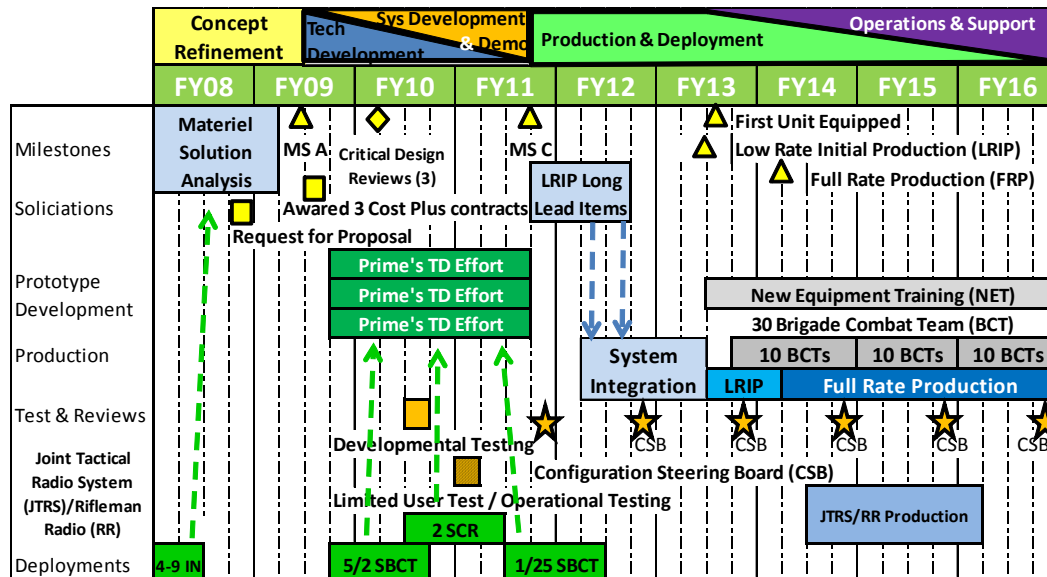 Concept
Refinement
Tech
Development
Sys Development
& Demo
Production & Deployment
Operations & Support
FY08 FY09 FY10 FY11 FY12 FY13 FY14 FY15 FY16
Milestones
Materiel
Solution
Analysis
MS A
Critical Design
Reviews (3)
MS C
First Unit Equipped
Low Rate Initial Production (LRIP)
Full Rate Production (FRP)
LRIP Long
Lead Items
Soliciations
Awared 3 Cost Plus contracts
Request for Proposal
Prototype
Development
Prime's TD Effort
Prime's TD Effort
Prime's TD Effort
New Equipment Training (NET)
30 Brigade Combat Team (BCT)
Production
System
Integration
10 BCTs 10 BCTs 10 BCTs
LRIP Full Rate Production
Test & Reviews
Developmental Testing
CSB CSB CSB CSB CSB
Configuration Steering Board (CSB)
Joint Tactical
Radio System
(JTRS)/Rifleman
Radio (RR)
Limited User Test / Operational Testing
JTRS/RR Production
2 SCR
Deployments
4-9 IN 5/2 SBCT 1/25 SBCT